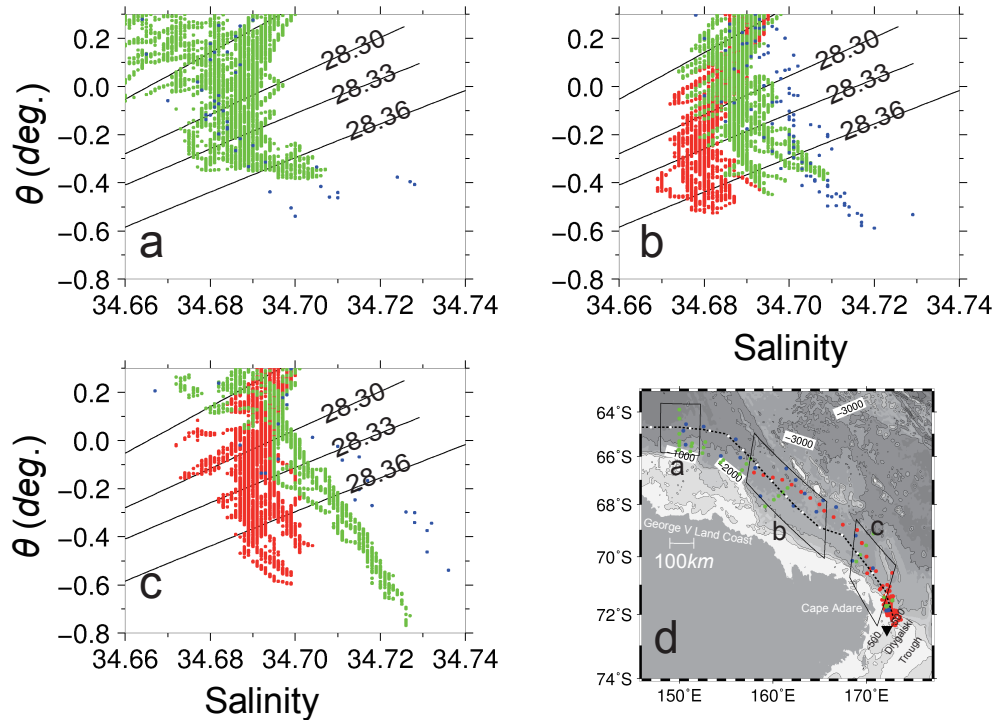 0.2
0.0
−0.2
−0.4
−0.6
−0.8
θ (deg.)
28.30
28.33
28.36
a
34.66
34.68
34.70
34.72
34.74
0.2
0.0
−0.2
−0.4
−0.6
−0.8
28.30
28.33
28.36
b
34.66
34.68
34.70
34.72
34.74
Salinity
0.2
0.0
−0.2
−0.4
−0.6
−0.8
θ (deg.)
28.30
28.33
28.36
c
34.66
34.68
34.70
34.72
34.74
Salinity
64°S
66°S
68°S
70°S
72°S
74°S
−3000
−3000
1000
−2000
a
b
c
George V Land Coast
100km
Cape Adare
−500
Drygalski
Trough
d
150°E
160°E
170°E